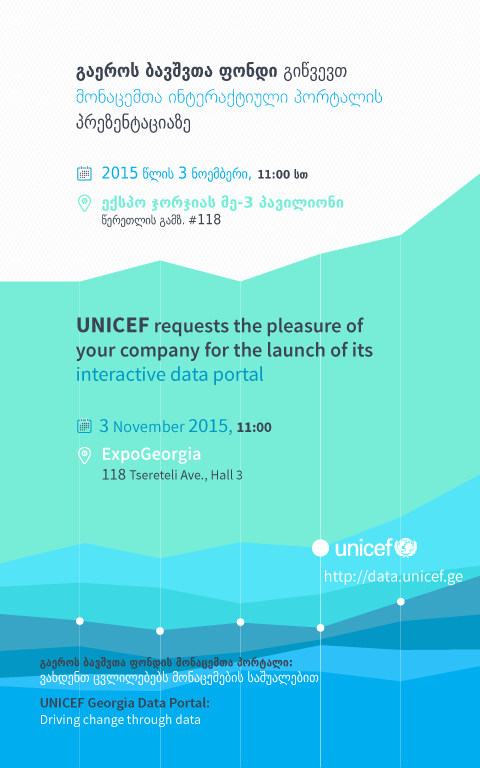 გაეროს ბავშვთა ფონდი გიწვევთ
მონაცემთა ინტერაქტიული პორტალის
პრეზენტაციაზე
2015 წლის 3 ნოემბერი, 11:00 სთ
ექსპო ჯორჯიას მე-3 პავილიონი
წერეთლის გამზ. #118
UNICEF requests the pleasure of
your company for the launch of its
interactive data portal
3 November 2015, 11:00
ExpoGeorgia
118 Tsereteli Ave., Hall 3
unicef
http://data.unicef.ge
გაეროს ბავშვთა ფონდის მონაცემთა პორტალი:
ვახდენთ ცვლილებებს მონაცემების საშუალებით
UNICEF Georgia Data Portal:
Driving change through data